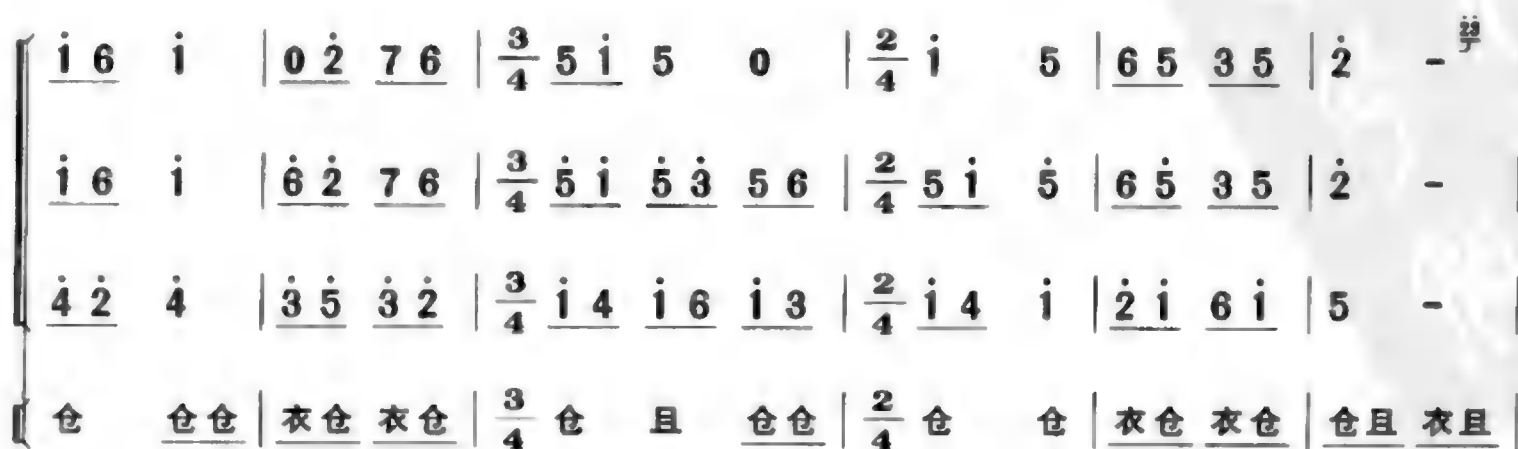 i̇ 6 i̇ | 0 2̇ 7 6 | 3/4 5 i̇ 5 0 | 2/4 i̇ 5 | 6 5 3 5 | 2̇ -
i̇ 6 i̇ | 6̇ 2̇ 7 6 | 3/4 5̇ i̇ 5̇ 3̇ 5 6 | 2/4 5 i̇ 5̇ | 6 5̇ 3 5 | 2̇ - |
4̇ 2̇ 4̇ | 3̇ 5̇ 3̇ 2̇ | 3/4 i̇ 4 i̇ 6 i̇ 3 | 2/4 i̇ 4 i̇ | 2̇ i̇ 6 i̇ | 5 - |
仓 仓仓 | 衣仓 衣仓 | 3/4 仓 且 仓仓 | 2/4 仓 仓 | 衣仓 衣仓 | 仓且 衣且 |